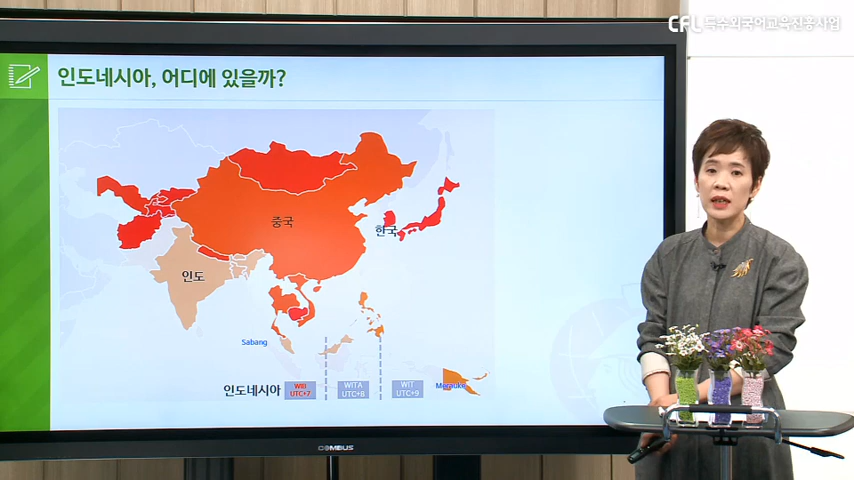 CFL 특수외국어교육진흥사업
인도네시아, 어디에 있을까?
중국
한국
인도
Sabang
인도네시아
WIB
UTC+7
WITA
UTC+8
WIT
UTC+9
Merauke
COMBUS